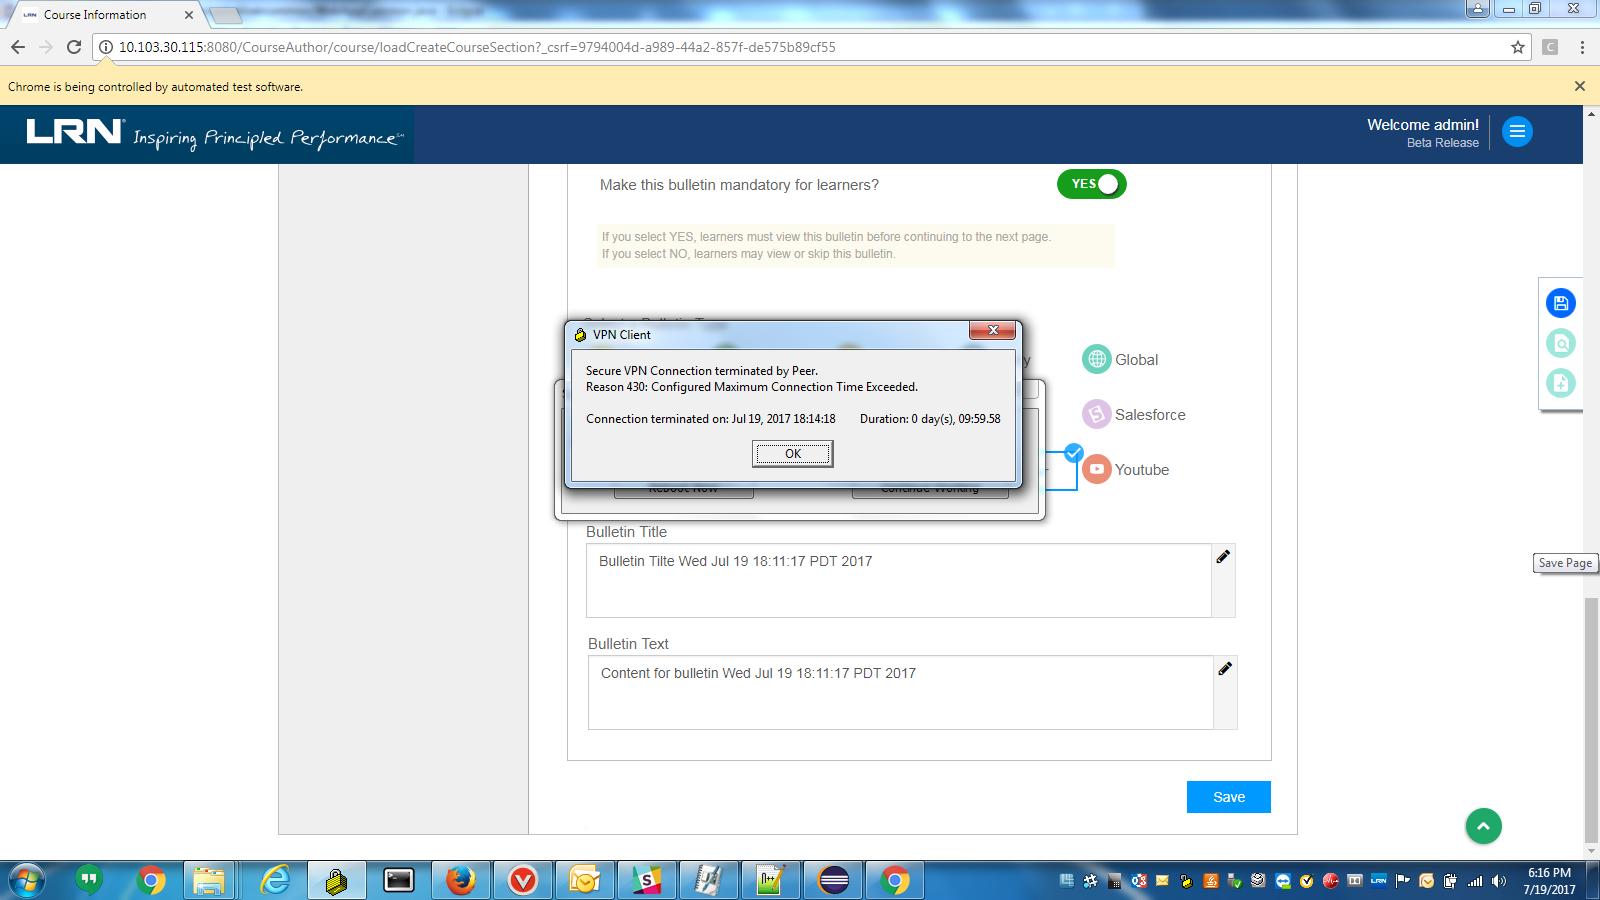 LRN Course Information
10.103.30.115:8080/CourseAuthor/course/loadCreateCourseSection?_csrf=9794004d-a989-44a2-857f-de575b89cf55
C
Chrome is being controlled by automated test software.
LRN Inspiring Principled Performance
Welcome admin!
Beta Release
Make this bulletin mandatory for learners?
YES
If you select YES, learners must view this bulletin before continuing to the next page.
If you select NO, learners may view or skip this bulletin.
VPN Client
Secure VPN Connection terminated by Peer.
Reason 430: Configured Maximum Connection Time Exceeded.
Connection terminated on: Jul 19, 2017 18:14:18 Duration: 0 day(s), 09:59.58
OK
y
Global
Salesforce
Youtube
Reboot Now Continue Working
Bulletin Title
Bulletin Tilte Wed Jul 19 18:11:17 PDT 2017
Save Page
Bulletin Text
Content for bulletin Wed Jul 19 18:11:17 PDT 2017
Save
LRN
6:16 PM
7/19/2017